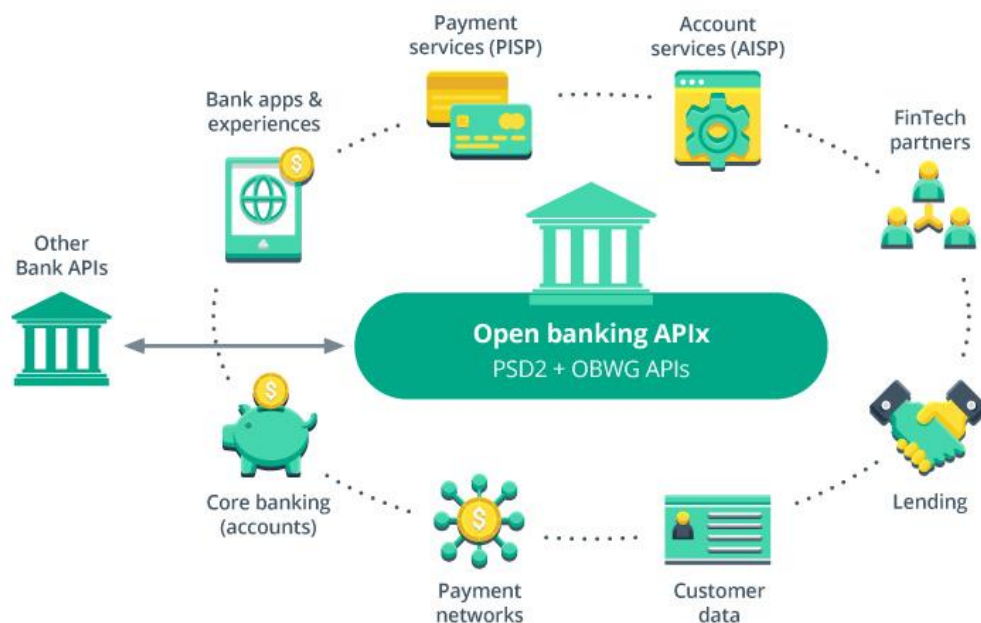 Payment
services (PISP)
Account
services (AISP)
Bank apps &
experiences
FinTech
partners
Other
Bank APIs
Open banking APIx
PSD2 + OBWG APIs
Core banking
(accounts)
Lending
Payment
networks
Customer
data